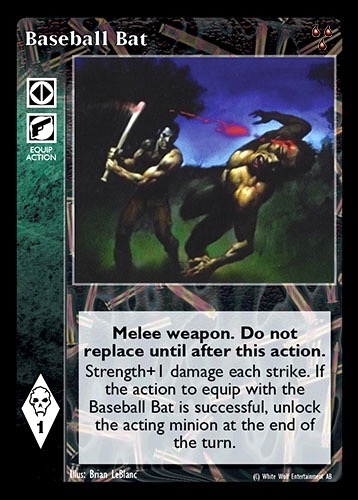 Baseball Bat
EQUIP
ACTION
Melee weapon. Do not
replace until after this action.
Strength+1 damage each strike. If
the action to equip with the
Baseball Bat is successful, unlock
the acting minion at the end of
the turn.
1
Illus: Brian LeBlanc
(C) White Wolf Entertainment AB